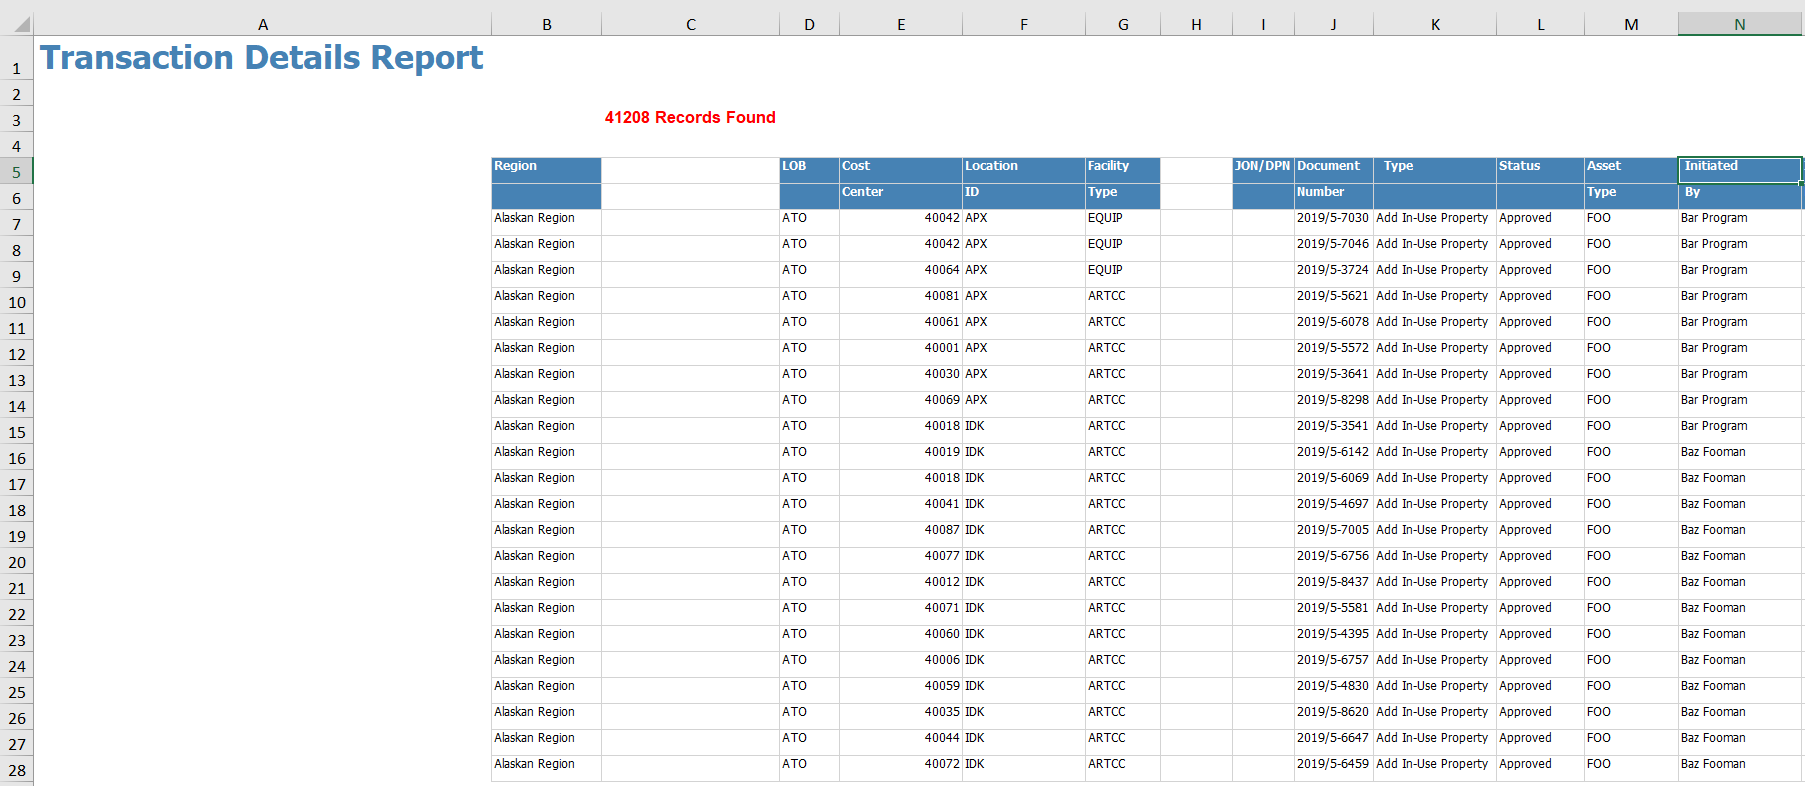 A B C D E F G H I J K L M N
1 Transaction Details Report
2
3 41208 Records Found
4
5 Region LOB Cost Location Facility JON/DPN Document Type Status Asset Initiated
6 Center ID Type Number Type By
7 Alaskan Region ATO 40042 APX EQUIP 2019/5-7030 Add In-Use Property Approved FOO Bar Program
8 Alaskan Region ATO 40042 APX EQUIP 2019/5-7046 Add In-Use Property Approved FOO Bar Program
9 Alaskan Region ATO 40064 APX EQUIP 2019/5-3724 Add In-Use Property Approved FOO Bar Program
10 Alaskan Region ATO 40081 APX ARTCC 2019/5-5621 Add In-Use Property Approved FOO Bar Program
11 Alaskan Region ATO 40061 APX ARTCC 2019/5-6078 Add In-Use Property Approved FOO Bar Program
12 Alaskan Region ATO 40001 APX ARTCC 2019/5-5572 Add In-Use Property Approved FOO Bar Program
13 Alaskan Region ATO 40030 APX ARTCC 2019/5-3641 Add In-Use Property Approved FOO Bar Program
14 Alaskan Region ATO 40069 APX ARTCC 2019/5-8298 Add In-Use Property Approved FOO Bar Program
15 Alaskan Region ATO 40018 IDK ARTCC 2019/5-3541 Add In-Use Property Approved FOO Bar Program
16 Alaskan Region ATO 40019 IDK ARTCC 2019/5-6142 Add In-Use Property Approved FOO Baz Fooman
17 Alaskan Region ATO 40018 IDK ARTCC 2019/5-6069 Add In-Use Property Approved FOO Baz Fooman
18 Alaskan Region ATO 40041 IDK ARTCC 2019/5-4697 Add In-Use Property Approved FOO Baz Fooman
19 Alaskan Region ATO 40087 IDK ARTCC 2019/5-7005 Add In-Use Property Approved FOO Baz Fooman
20 Alaskan Region ATO 40077 IDK ARTCC 2019/5-6756 Add In-Use Property Approved FOO Baz Fooman
21 Alaskan Region ATO 40012 IDK ARTCC 2019/5-8437 Add In-Use Property Approved FOO Baz Fooman
22 Alaskan Region ATO 40071 IDK ARTCC 2019/5-5581 Add In-Use Property Approved FOO Baz Fooman
23 Alaskan Region ATO 40060 IDK ARTCC 2019/5-4395 Add In-Use Property Approved FOO Baz Fooman
24 Alaskan Region ATO 40006 IDK ARTCC 2019/5-6757 Add In-Use Property Approved FOO Baz Fooman
25 Alaskan Region ATO 40059 IDK ARTCC 2019/5-4830 Add In-Use Property Approved FOO Baz Fooman
26 Alaskan Region ATO 40035 IDK ARTCC 2019/5-8620 Add In-Use Property Approved FOO Baz Fooman
27 Alaskan Region ATO 40044 IDK ARTCC 2019/5-6647 Add In-Use Property Approved FOO Baz Fooman
28 Alaskan Region ATO 40072 IDK ARTCC 2019/5-6459 Add In-Use Property Approved FOO Baz Fooman